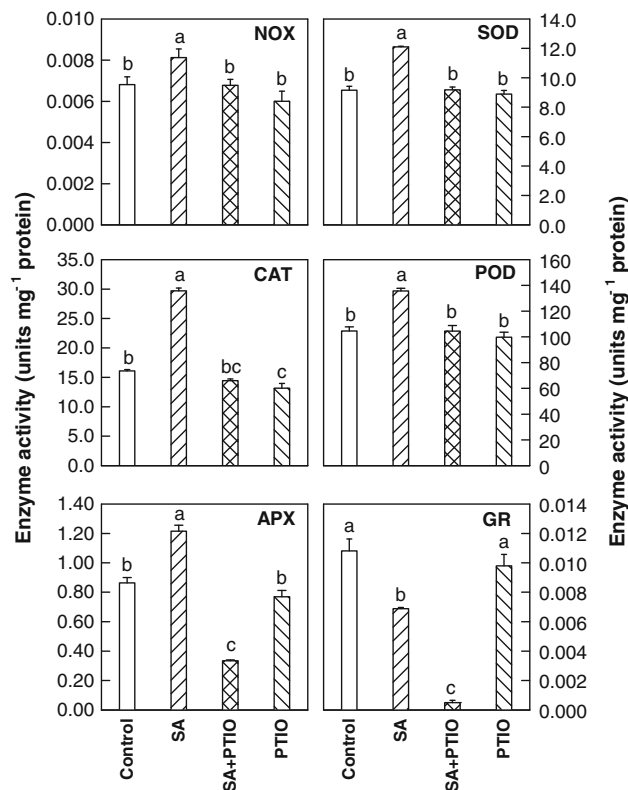 Enzyme activity (units mg⁻¹ protein)
0.010
0.008
0.006
0.004
0.002
0.000
NOX
b
a
b
b
SOD
b
a
b
b
14.0
12.0
10.0
8.0
6.0
4.0
2.0
0.0
35.0
30.0
25.0
20.0
15.0
10.0
5.0
0.0
CAT
b
a
bc
c
POD
b
a
b
b
160
140
120
100
80
60
40
20
0
1.40
1.20
1.00
0.80
0.60
0.40
0.20
0.00
APX
b
a
c
b
GR
a
b
c
a
0.014
0.012
0.010
0.008
0.006
0.004
0.002
0.000
Enzyme activity (units mg⁻¹ protein)
Control
SA
SA+PTIO
PTIO
Control
SA
SA+PTIO
PTIO